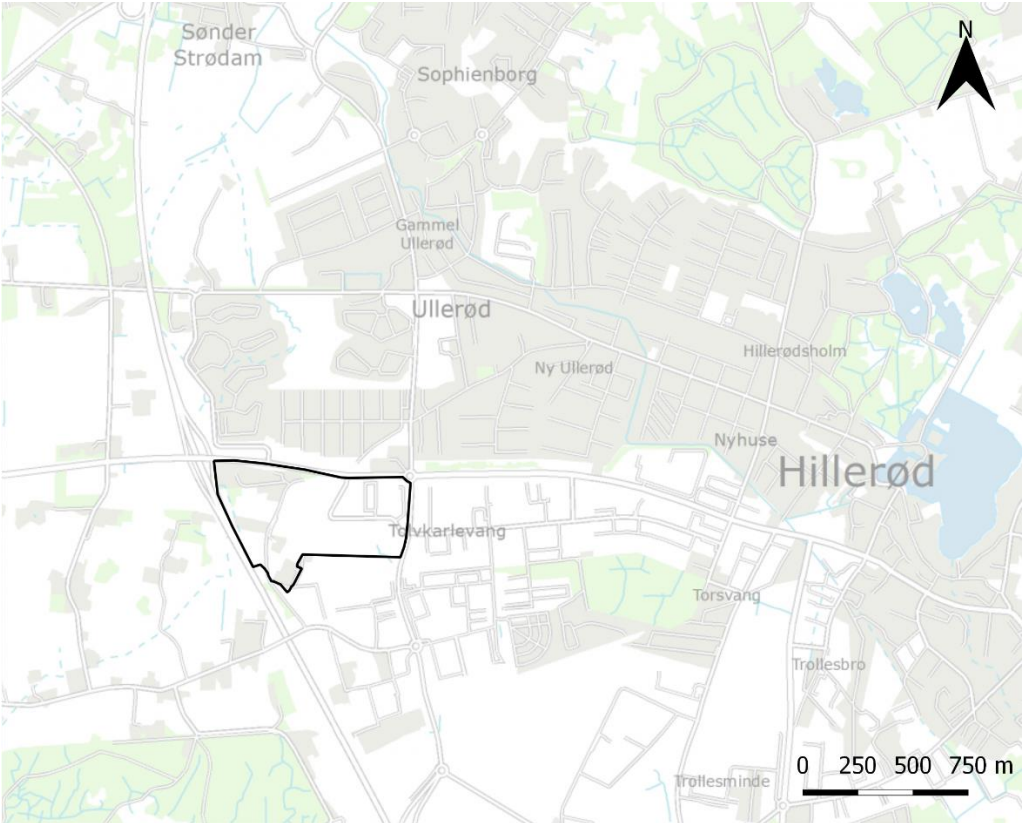 Sønder
Strødam
Sophienborg
N
Gammel
Ullerød
Ullerød
Hillerødsholm
Ny Ullerød
Nyhuse
Hillerød
Tolvkarlevang
Torsvang
Trollesbro
Trollesminde
0 250 500 750 m